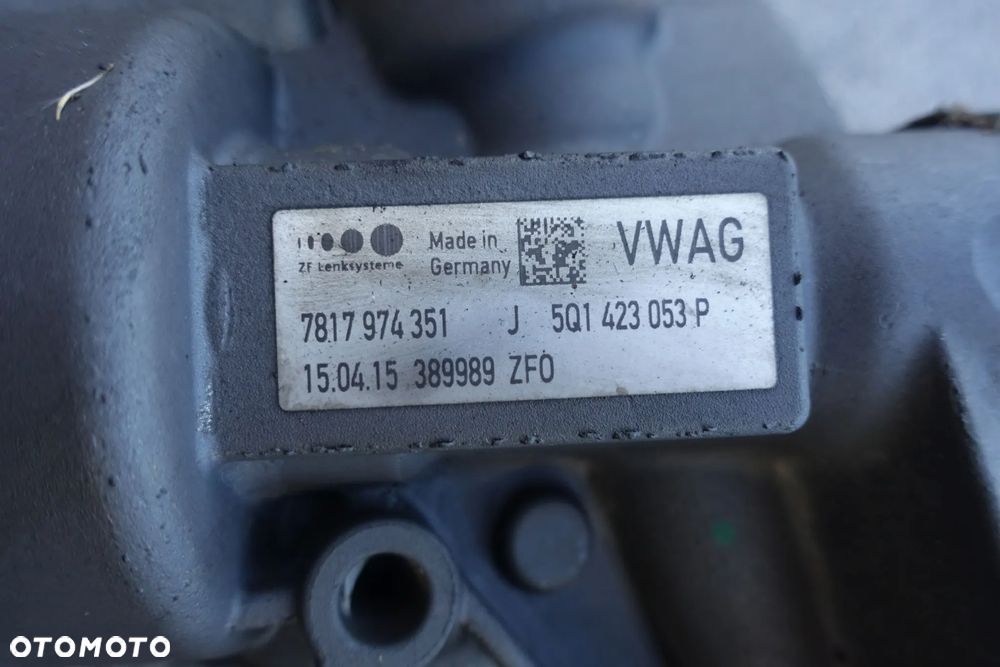 ZF Lenksysteme
Made in
Germany
VWAG
7817 974 351 J 5Q1 423 053 P
15.04.15 389989 ZFO
OTOMOTO